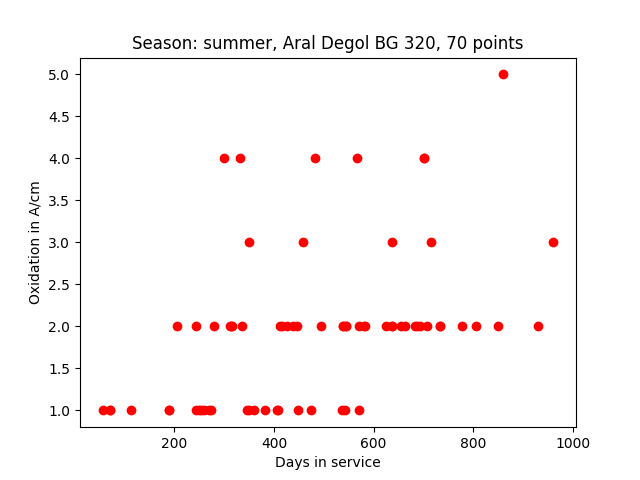 Season: summer, Aral Degol BG 320, 70 points
5.0
4.5
4.0
3.5
3.0
2.5
2.0
1.5
1.0
Oxidation in A/cm
200 400 600 800 1000
Days in service